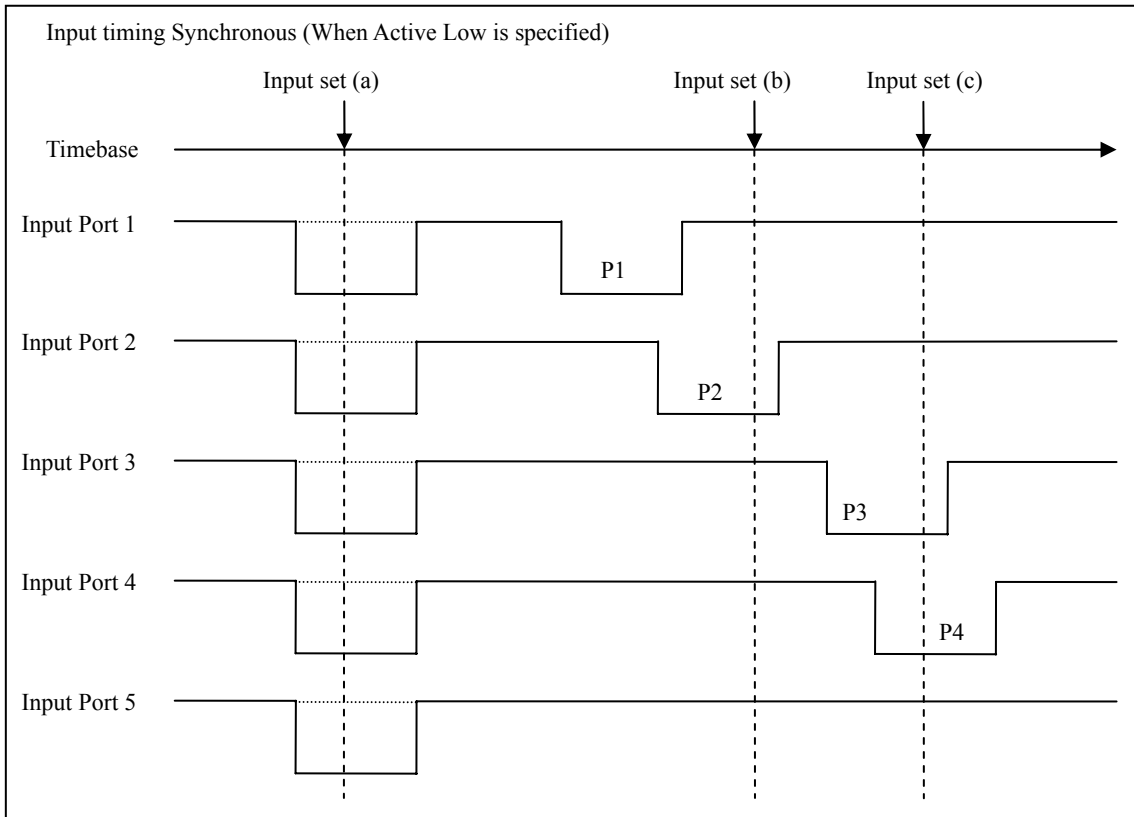 Input timing Synchronous (When Active Low is specified)
Input set (a) Input set (b) Input set (c)
Timebase
Input Port 1
P1
Input Port 2
P2
Input Port 3
P3
Input Port 4
P4
Input Port 5